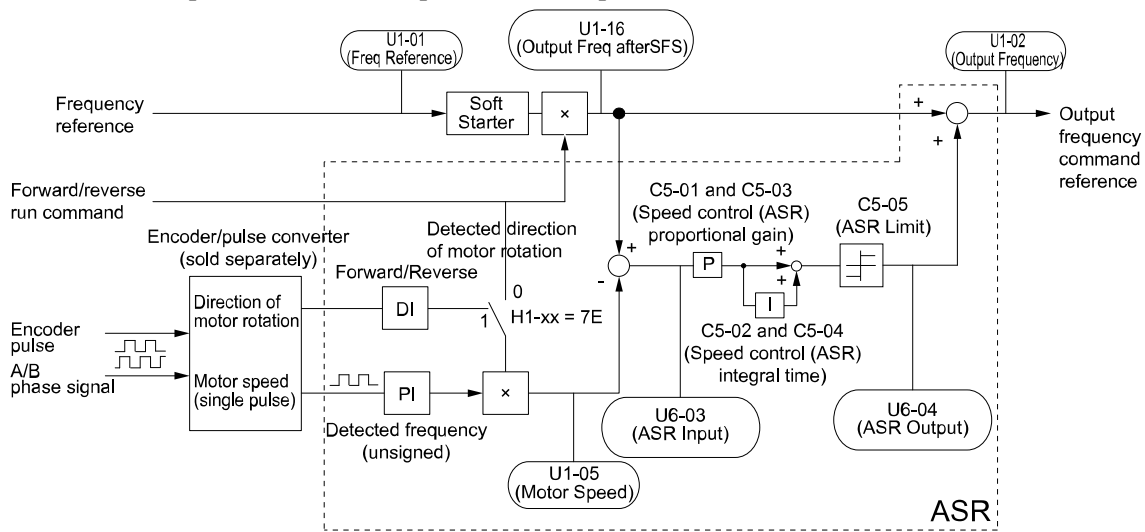 U1-01
(Freq Reference)
U1-16
(Output Freq afterSFS)
U1-02
(Output Frequency)
Frequency
reference
Soft
Starter
×
+
+
Output
frequency
command
reference
Forward/reverse
run command
Detected direction
of motor rotation
C5-01 and C5-03
(Speed control (ASR)
proportional gain)
C5-05
(ASR Limit)
Encoder/pulse converter
(sold separately)
Forward/Reverse
Direction of
motor rotation
DI
1
0
H1-xx = 7E
+
-
P
+
+
I
C5-02 and C5-04
(Speed control (ASR)
integral time)
Encoder
pulse
A/B
phase signal
Motor speed
(single pulse)
PI
×
Detected frequency
(unsigned)
U6-03
(ASR Input)
U6-04
(ASR Output)
U1-05
(Motor Speed)
ASR